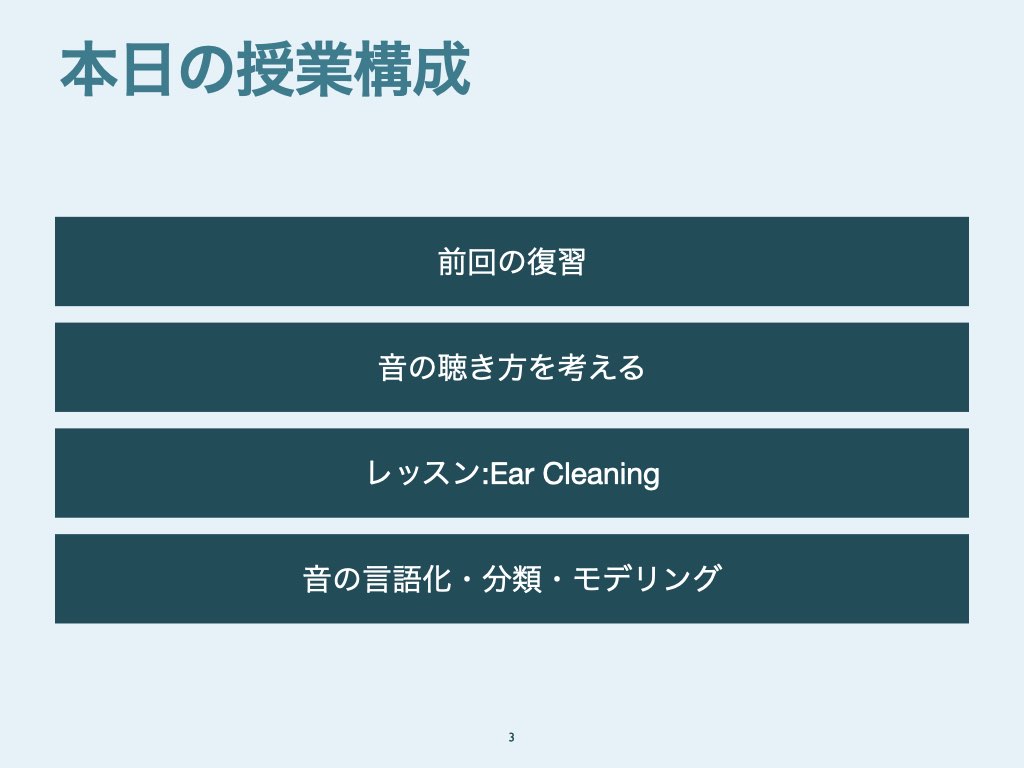 本日の授業構成
前回の復習
音の聴き方を考える
レッスン:Ear Cleaning
音の言語化・分類・モデリング
3